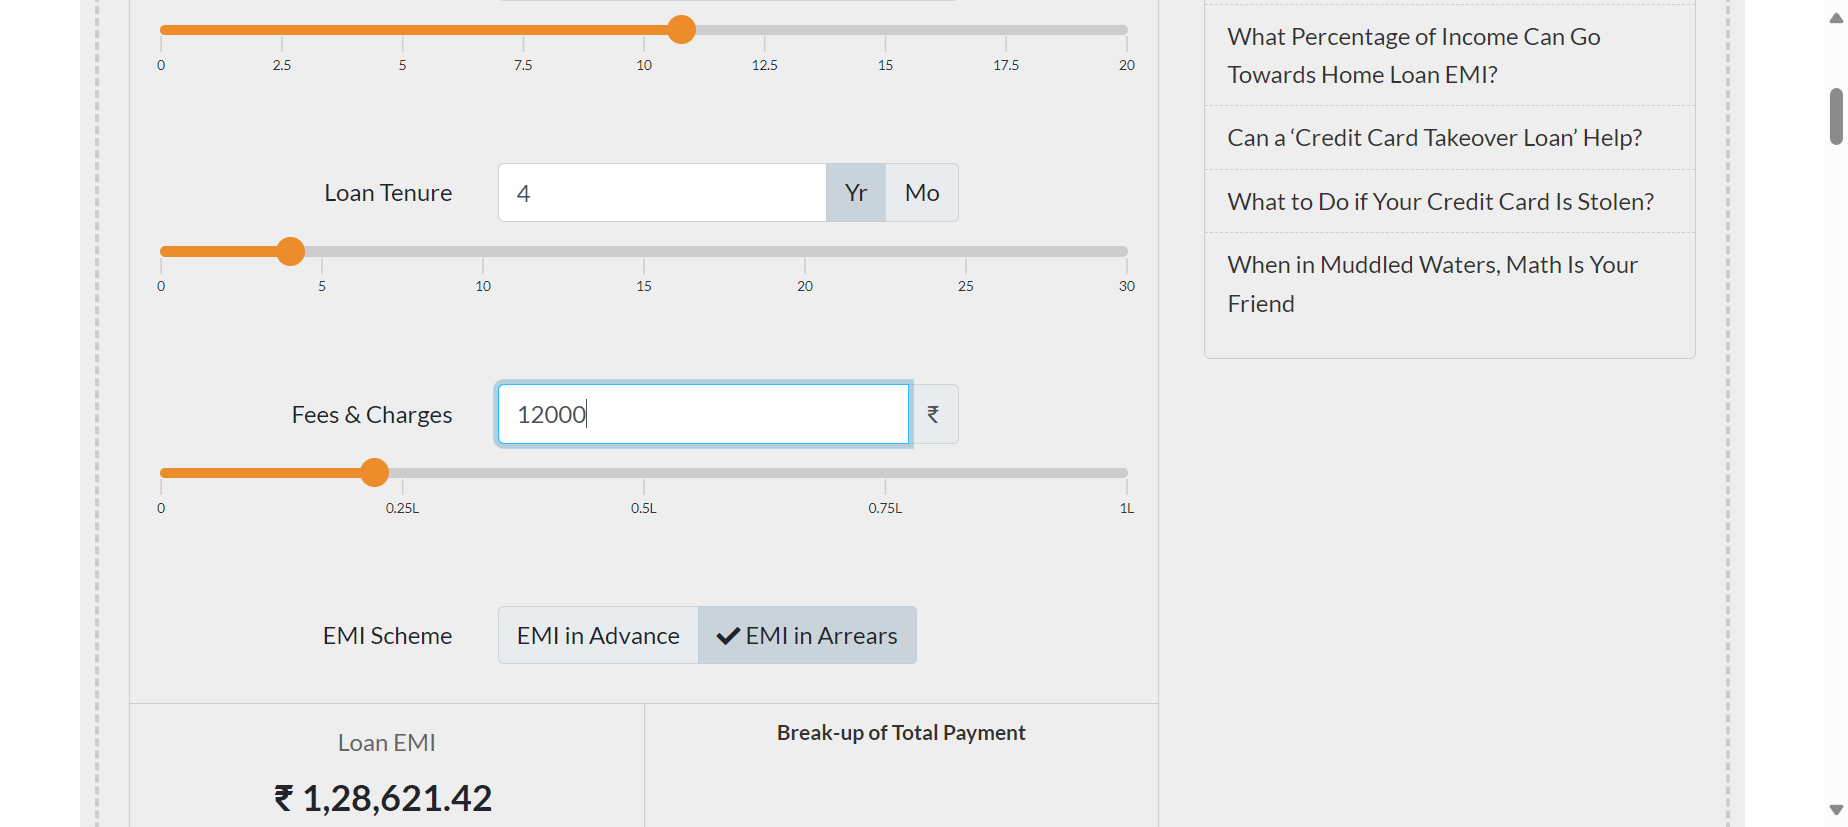 0 2.5 5 7.5 10 12.5 15 17.5 20
Loan Tenure 4 Yr Mo
0 5 10 15 20 25 30
Fees & Charges 12000 ₹
0 0.25L 0.5L 0.75L 1L
EMI Scheme EMI in Advance ✔ EMI in Arrears
Loan EMI
₹ 1,28,621.42
Break-up of Total Payment
What Percentage of Income Can Go
Towards Home Loan EMI?
Can a ‘Credit Card Takeover Loan’ Help?
What to Do if Your Credit Card Is Stolen?
When in Muddled Waters, Math Is Your
Friend